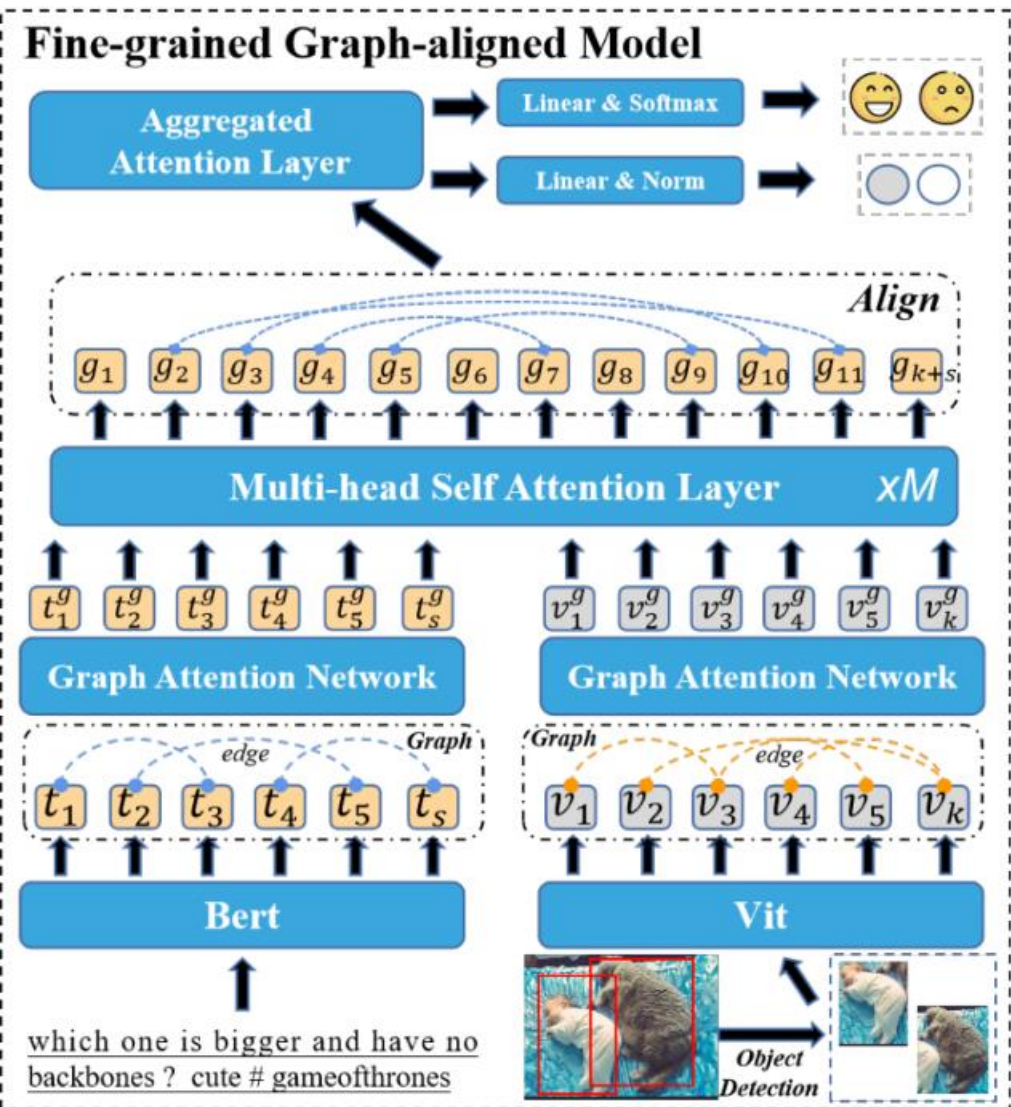 Fine-grained Graph-aligned Model
Aggregated
Attention Layer
Linear & Softmax
Linear & Norm
Align
g₁ g₂ g₃ g₄ g₅ g₆ g₇ g₈ g₉ g₁₀ g₁₁ gₖ₊ₛ
Multi-head Self Attention Layer xM
t₁ᵍ t₂ᵍ t₃ᵍ t₄ᵍ t₅ᵍ tₛᵍ v₁ᵍ v₂ᵍ v₃ᵍ v₄ᵍ v₅ᵍ vₖᵍ
Graph Attention Network Graph Attention Network
edge Graph Graph edge
t₁ t₂ t₃ t₄ t₅ tₛ v₁ v₂ v₃ v₄ v₅ vₖ
Bert Vit
which one is bigger and have no
backbones ? cute # gameofthrones
Object
Detection